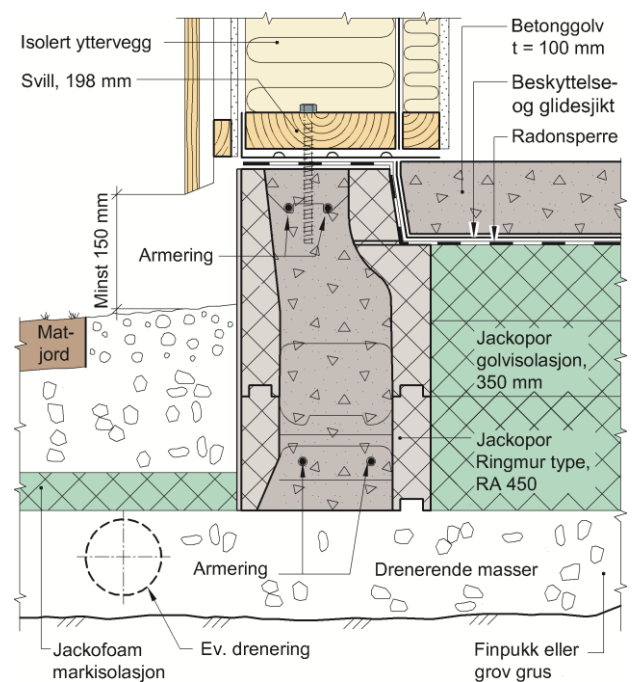 Isolert yttervegg
Svill, 198 mm
Betonggolv
t = 100 mm
Beskyttelse-
og glidesjikt
Radonsperre
Minst 150 mm
Armering
Mat-
jord
Jackopor
golvisolasjon,
350 mm
Jackopor
Ringmur type,
RA 450
Armering
Drenerende masser
Jackofoam
markisolasjon
Ev. drenering
Finpukk eller
grov grus